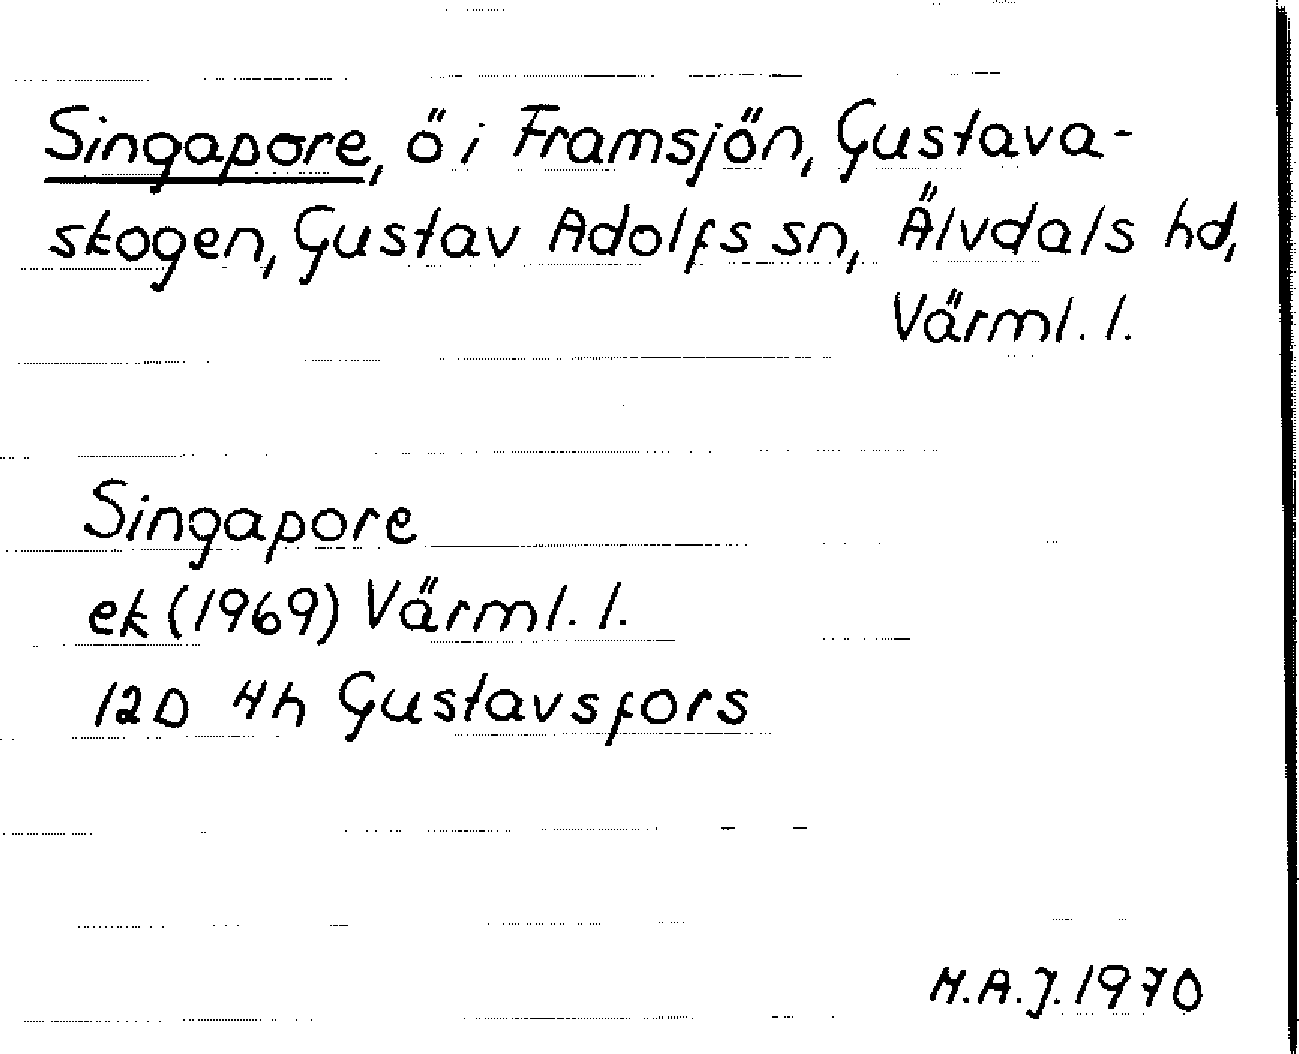 Singapore, ö i Framsjön, Gustava-
skogen, Gustav Adolfs sn, Älvdals hd,
Värml. l.
Singapore
ek (1969) Värml. l.
12D 4h Gustavsfors
M.A.J. 1970